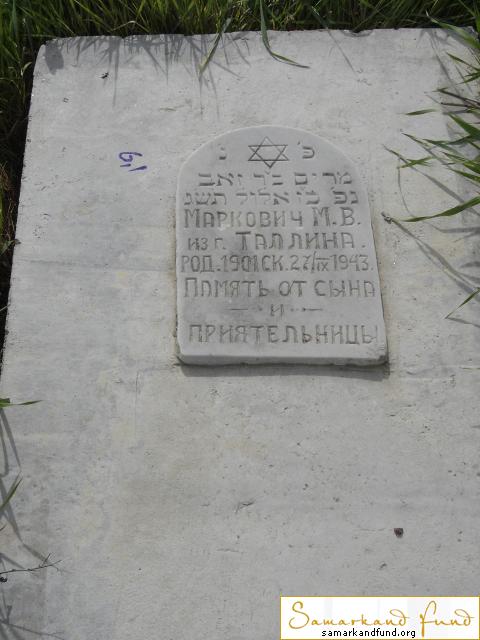 פ נ
מרים בר זאב
נפ כז אלול תשג
МАРКОВИЧ М.В.
ИЗ Г. ТАЛЛИНА.
РОД. 1901 СК. 27/IX 1943.
ПАМЯТЬ ОТ СЫНА
— И —
ПРИЯТЕЛЬНИЦЫ
Samarkand Fund
samarkandfund.org